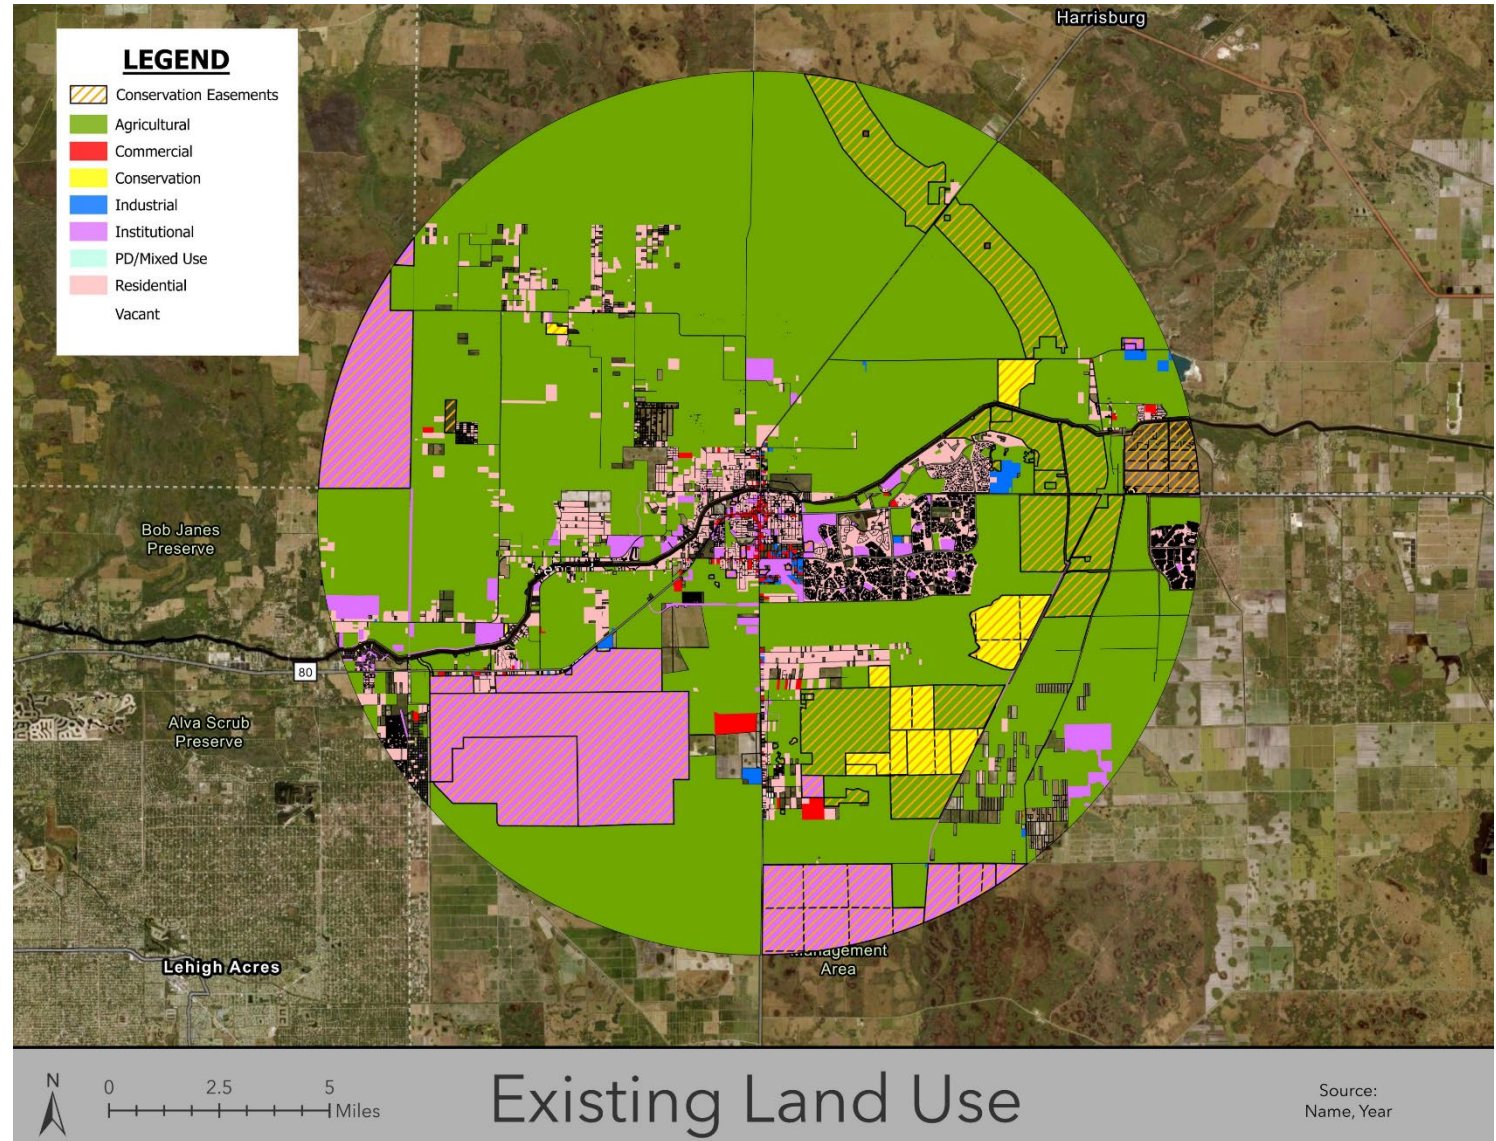 Harrisburg
LEGEND
Conservation Easements
Agricultural
Commercial
Conservation
Industrial
Institutional
PD/Mixed Use
Residential
Vacant
Bob Janes
Preserve
80
Alva Scrub
Preserve
Lehigh Acres
Management
Area
N
0 2.5 5
Miles
Existing Land Use
Source:
Name, Year